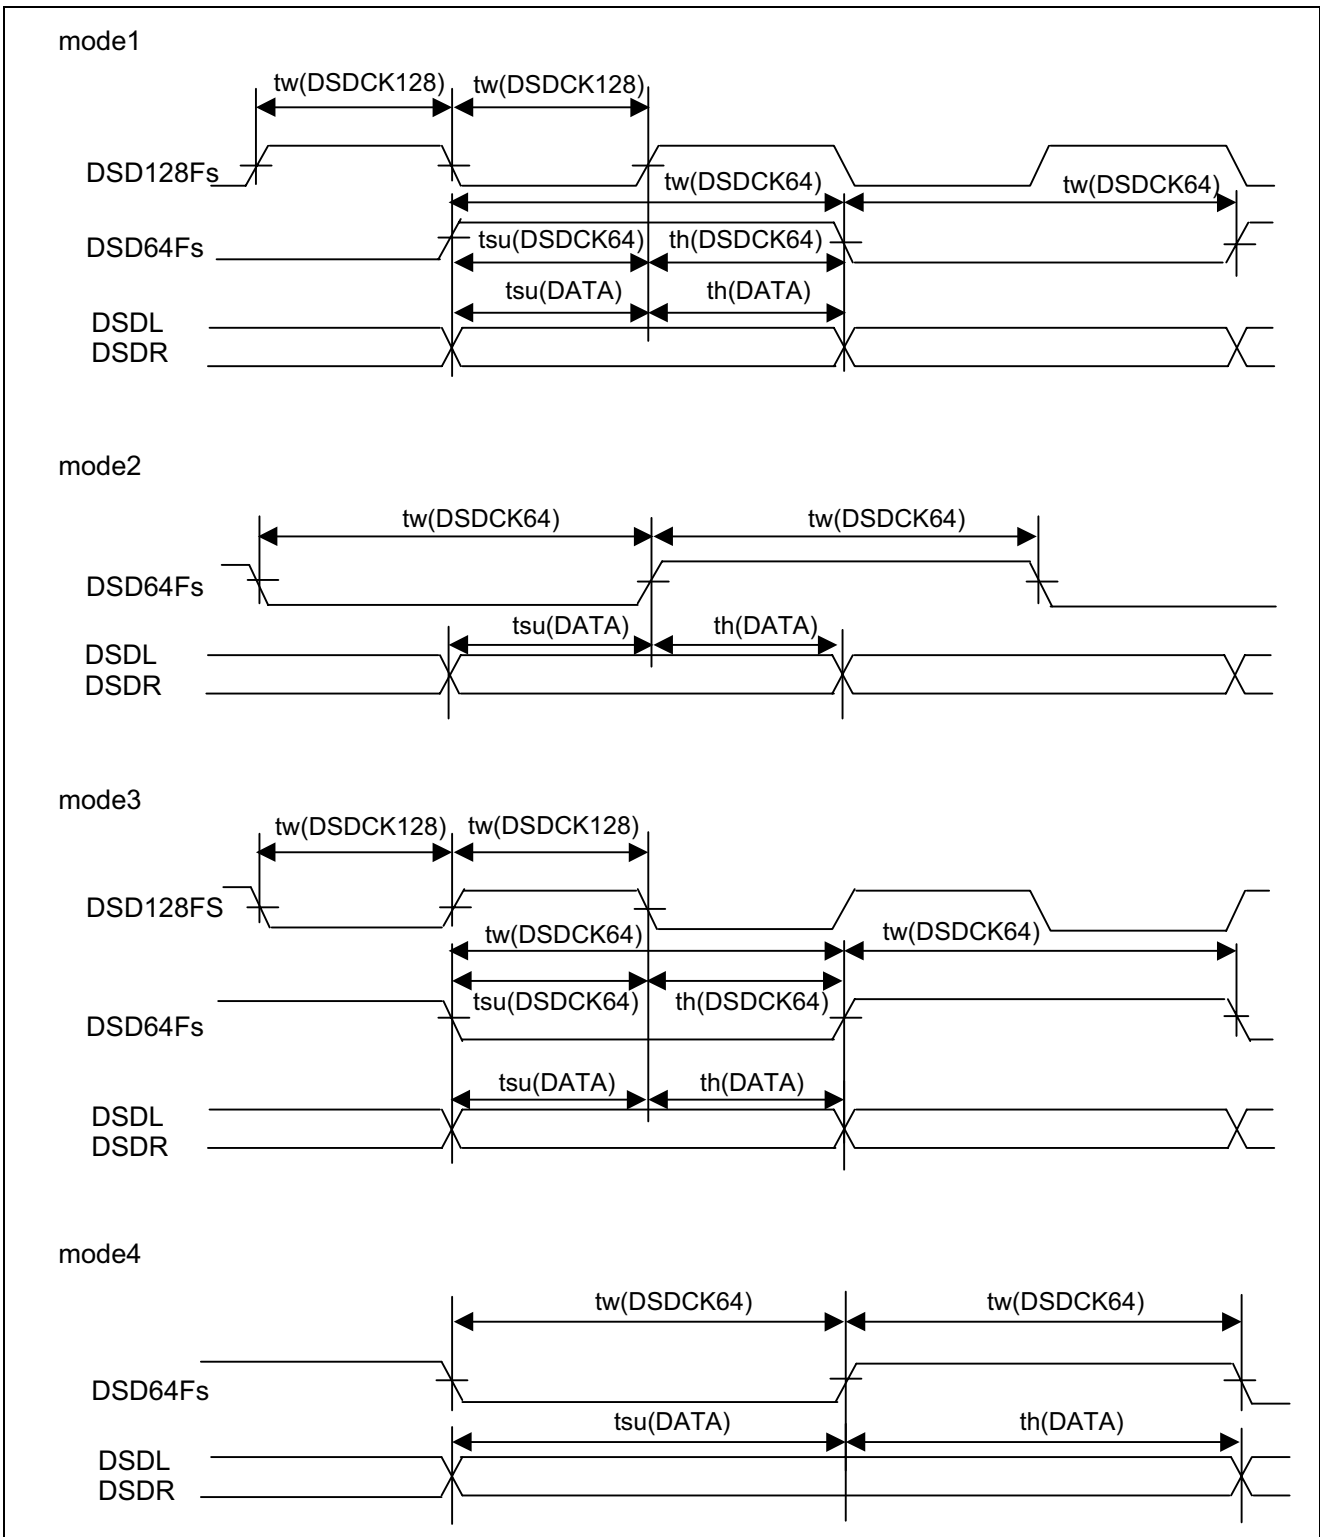 mode1
tw(DSDCK128) tw(DSDCK128)
DSD128Fs
tw(DSDCK64) tw(DSDCK64)
DSD64Fs
tsu(DSDCK64) th(DSDCK64)
tsu(DATA) th(DATA)
DSDL
DSDR
mode2
tw(DSDCK64) tw(DSDCK64)
DSD64Fs
tsu(DATA) th(DATA)
DSDL
DSDR
mode3
tw(DSDCK128) tw(DSDCK128)
DSD128FS
tw(DSDCK64) tw(DSDCK64)
tsu(DSDCK64) th(DSDCK64)
DSD64Fs
tsu(DATA) th(DATA)
DSDL
DSDR
mode4
tw(DSDCK64) tw(DSDCK64)
DSD64Fs
tsu(DATA) th(DATA)
DSDL
DSDR